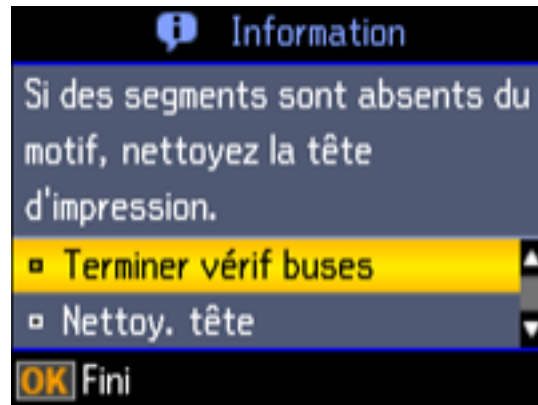 Information
Si des segments sont absents du
motif, nettoyez la tête
d'impression.
Terminer vérif buses
Nettoy. tête
OK Fini